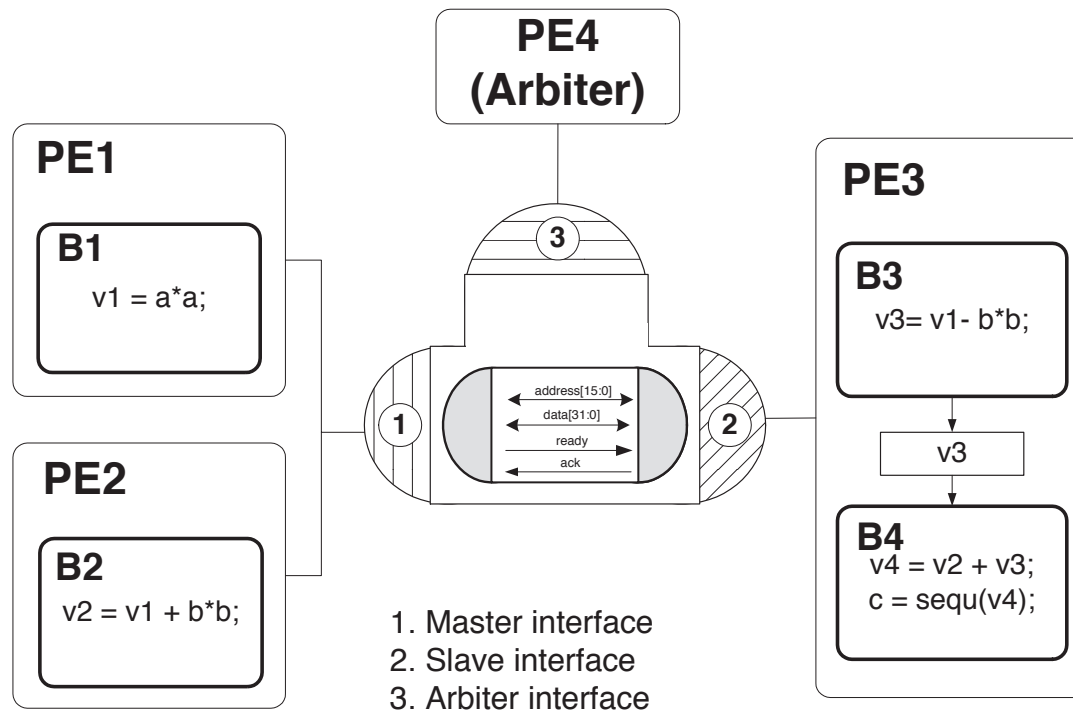 PE4
(Arbiter)
PE1
B1
v1 = a*a;
PE2
B2
v2 = v1 + b*b;
3
1
address[15:0]
data[31:0]
ready
ack
2
PE3
B3
v3= v1- b*b;
v3
B4
v4 = v2 + v3;
c = sequ(v4);
1. Master interface
2. Slave interface
3. Arbiter interface